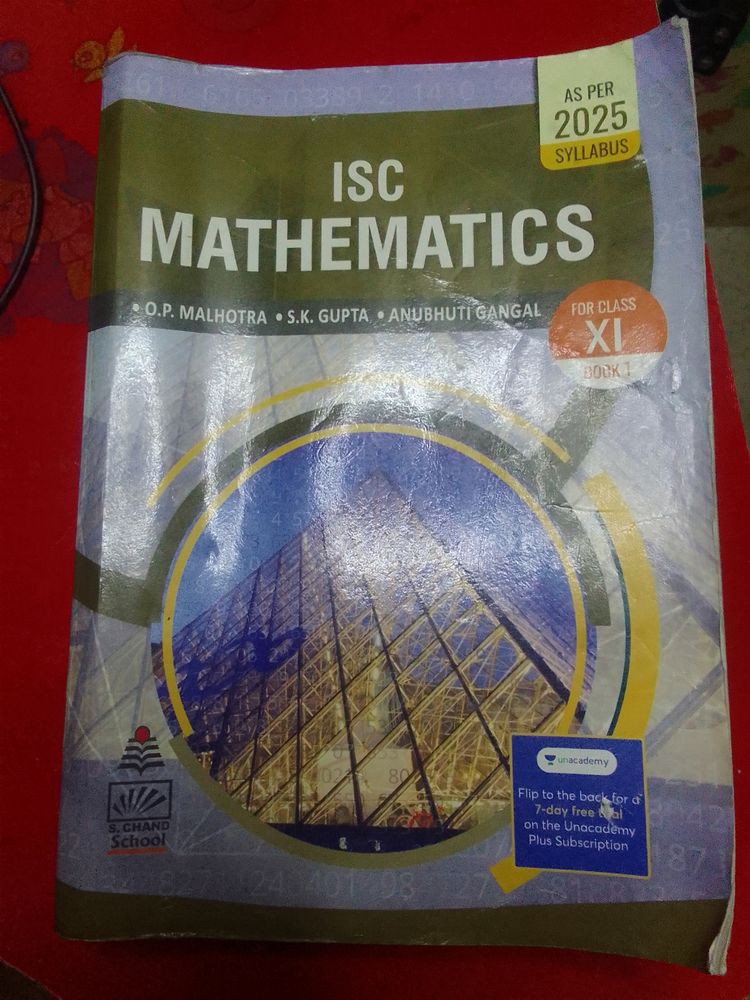 AS PER
2025
SYLLABUS
ISC
MATHEMATICS
• O.P. MALHOTRA • S.K. GUPTA • ANUBHUTI GANGAL
FOR CLASS
XI
BOOK 1
S. CHAND
School
unacademy
Flip to the back for a
7-day free trial
on the Unacademy
Plus Subscription